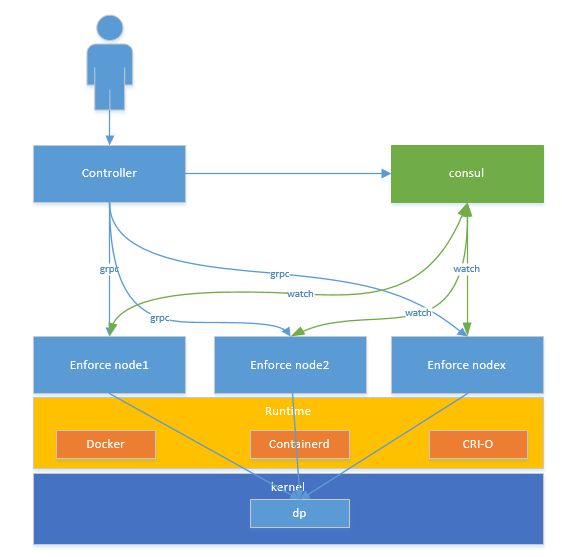 Controller
consul
grpc
grpc
watch
watch
grpc
watch
Enforce node1
Enforce node2
Enforce nodex
Runtime
Docker
Containerd
CRI-O
kernel
dp